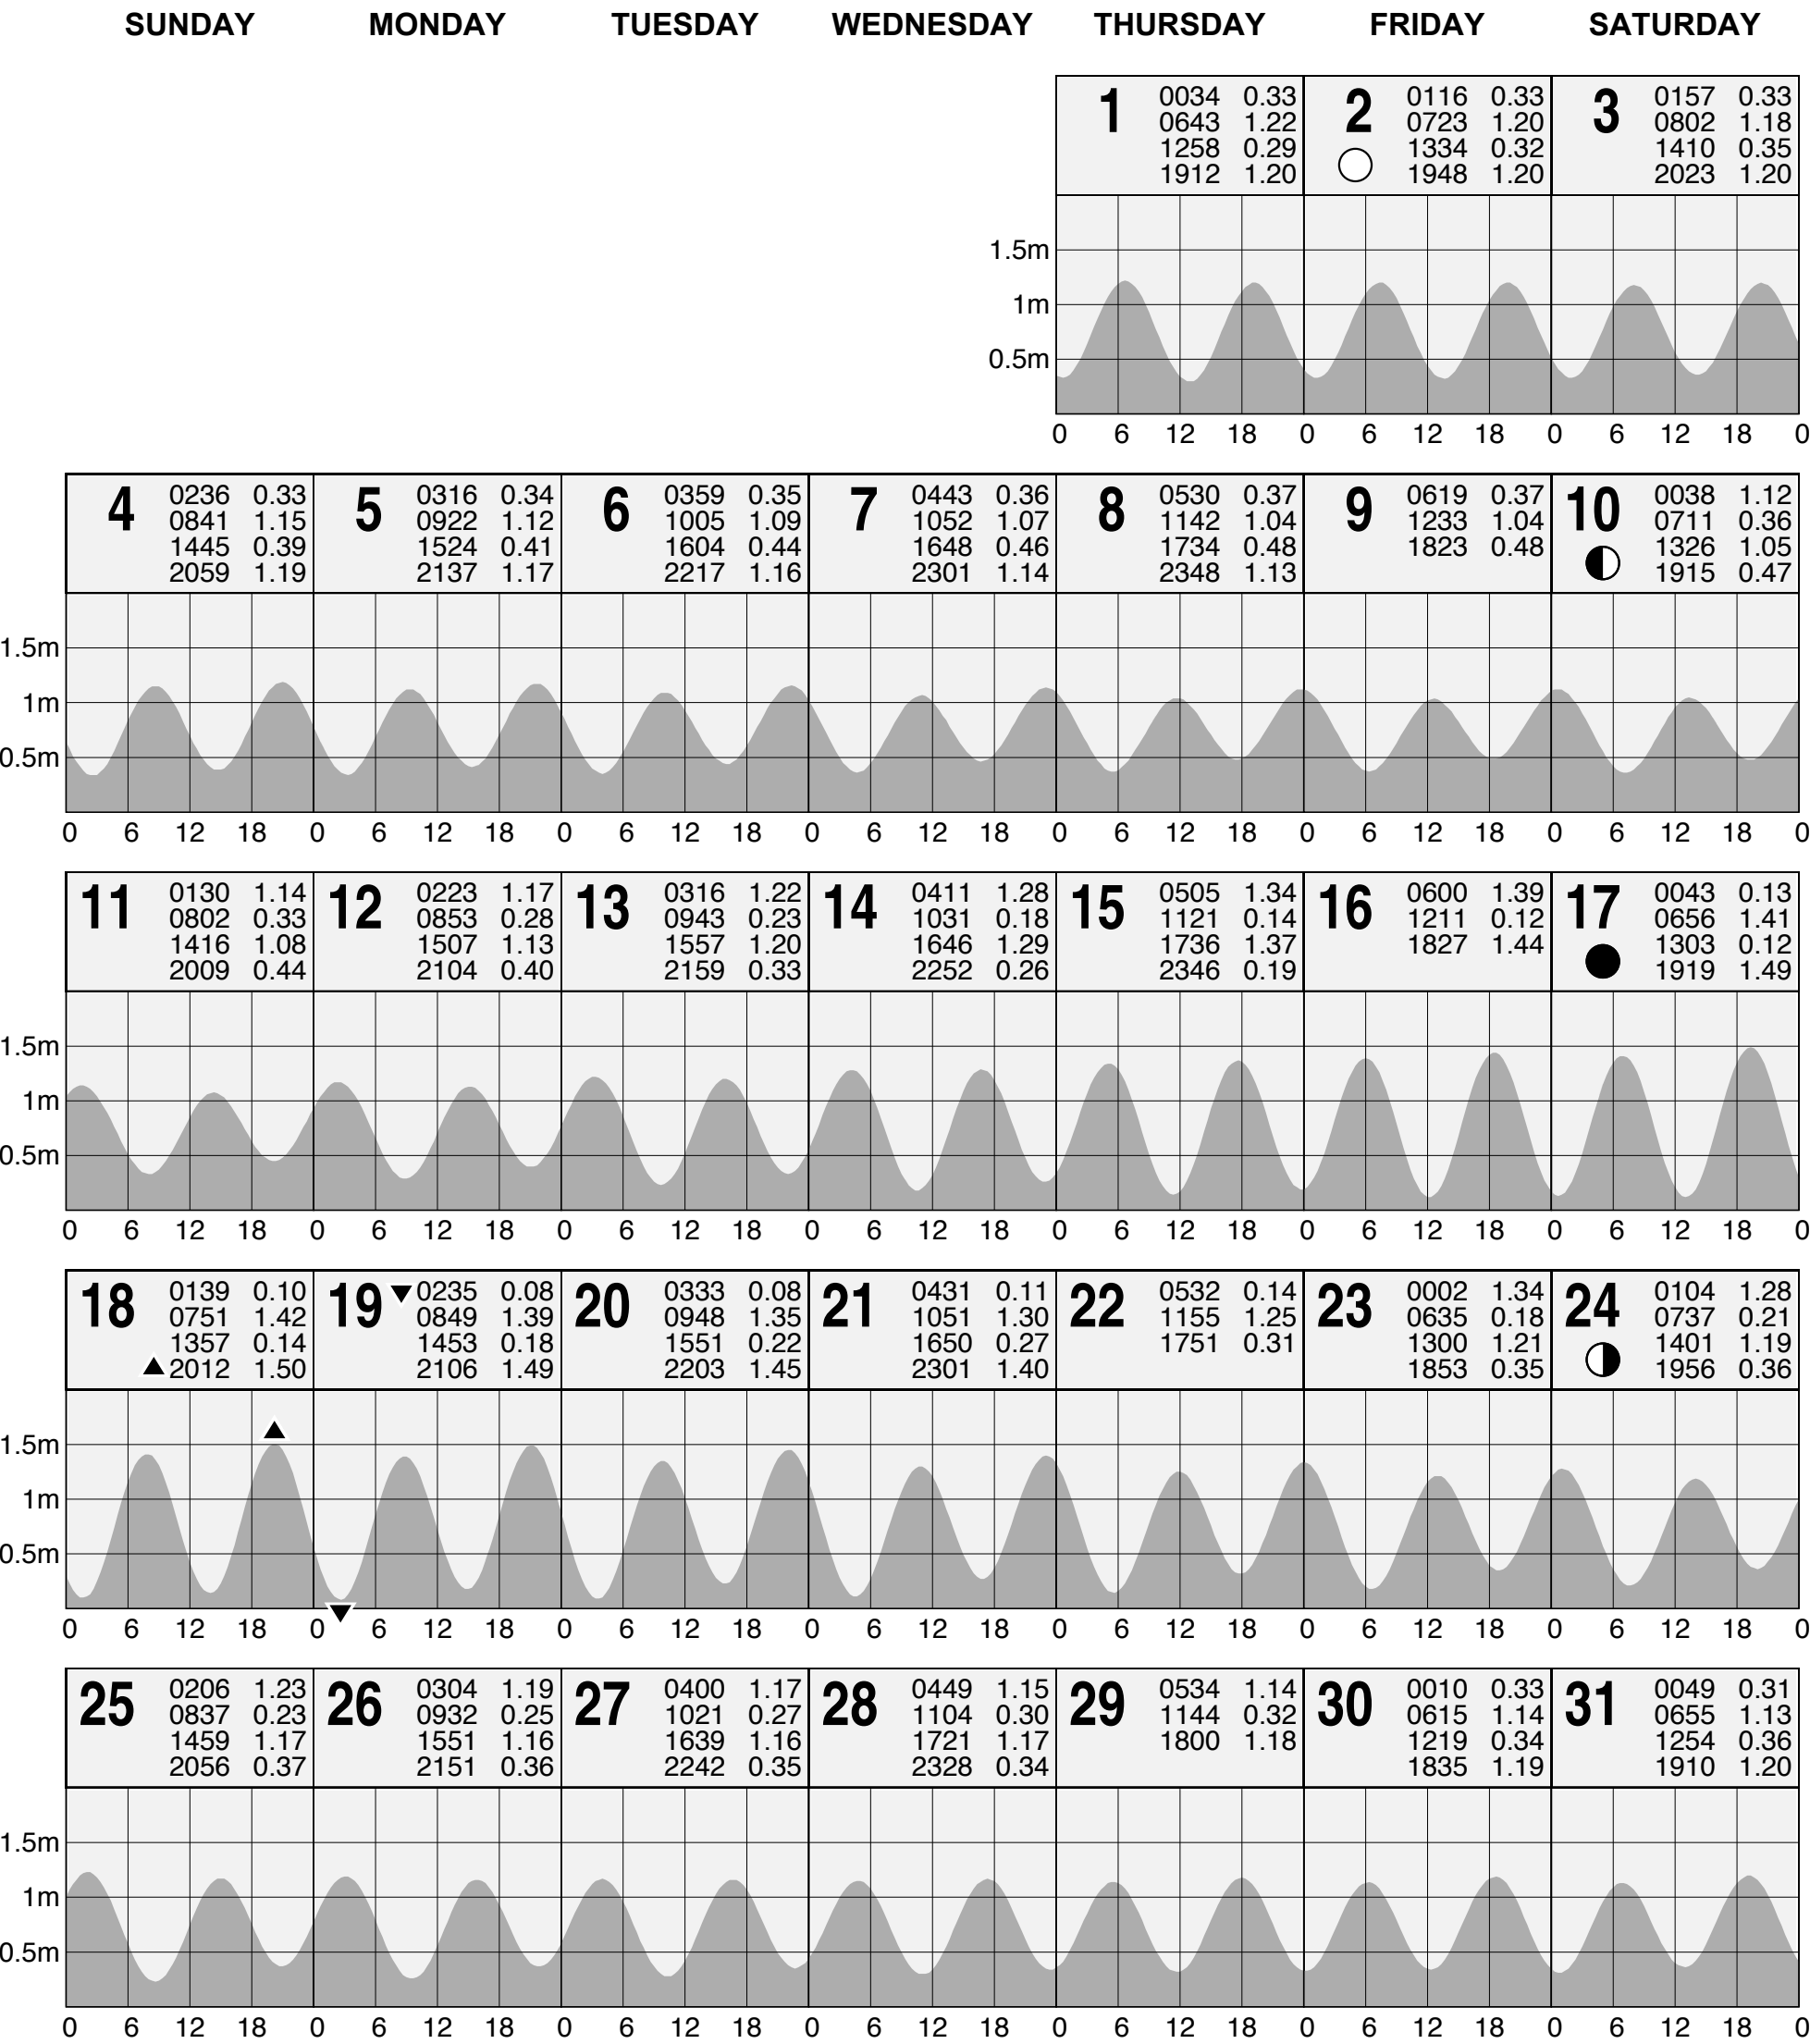 SUNDAY MONDAY TUESDAY WEDNESDAY THURSDAY FRIDAY SATURDAY
1 0034 0.33 2 0116 0.33 3 0157 0.33
0643 1.22 0723 1.20 0802 1.18
1258 0.29 1334 0.32 1410 0.35
1912 1.20 1948 1.20 2023 1.20
1.5m
1m
0.5m
0 6 12 18 0 6 12 18 0 6 12 18 0
4 0236 0.33 5 0316 0.34 6 0359 0.35 7 0443 0.36 8 0530 0.37 9 0619 0.37 10 0038 1.12
0841 1.15 0922 1.12 1005 1.09 1052 1.07 1142 1.04 1233 1.04 0711 0.36
1445 0.39 1524 0.41 1604 0.44 1648 0.46 1734 0.48 1823 0.48 1326 1.05
2059 1.19 2137 1.17 2217 1.16 2301 1.14 2348 1.13 1915 0.47
1.5m
1m
0.5m
0 6 12 18 0 6 12 18 0 6 12 18 0 6 12 18 0 6 12 18 0 6 12 18 0 6 12 18 0
11 0130 1.14 12 0223 1.17 13 0316 1.22 14 0411 1.28 15 0505 1.34 16 0600 1.39 17 0043 0.13
0802 0.33 0853 0.28 0943 0.23 1031 0.18 1121 0.14 1211 0.12 0656 1.41
1416 1.08 1507 1.13 1557 1.20 1646 1.29 1736 1.37 1827 1.44 1303 0.12
2009 0.44 2104 0.40 2159 0.33 2252 0.26 2346 0.19 1919 1.49
1.5m
1m
0.5m
0 6 12 18 0 6 12 18 0 6 12 18 0 6 12 18 0 6 12 18 0 6 12 18 0 6 12 18 0
18 0139 0.10 19 0235 0.08 20 0333 0.08 21 0431 0.11 22 0532 0.14 23 0002 1.34 24 0104 1.28
0751 1.42 0849 1.39 0948 1.35 1051 1.30 1155 1.25 0635 0.18 0737 0.21
1357 0.14 1453 0.18 1551 0.22 1650 0.27 1751 0.31 1300 1.21 1401 1.19
2012 1.50 2106 1.49 2203 1.45 2301 1.40 1853 0.35 1956 0.36
1.5m
1m
0.5m
0 6 12 18 0 6 12 18 0 6 12 18 0 6 12 18 0 6 12 18 0 6 12 18 0 6 12 18 0
25 0206 1.23 26 0304 1.19 27 0400 1.17 28 0449 1.15 29 0534 1.14 30 0010 0.33 31 0049 0.31
0837 0.23 0932 0.25 1021 0.27 1104 0.30 1144 0.32 0615 1.14 0655 1.13
1459 1.17 1551 1.16 1639 1.16 1721 1.17 1800 1.18 1219 0.34 1254 0.36
2056 0.37 2151 0.36 2242 0.35 2328 0.34 1835 1.19 1910 1.20
1.5m
1m
0.5m
0 6 12 18 0 6 12 18 0 6 12 18 0 6 12 18 0 6 12 18 0 6 12 18 0 6 12 18 0